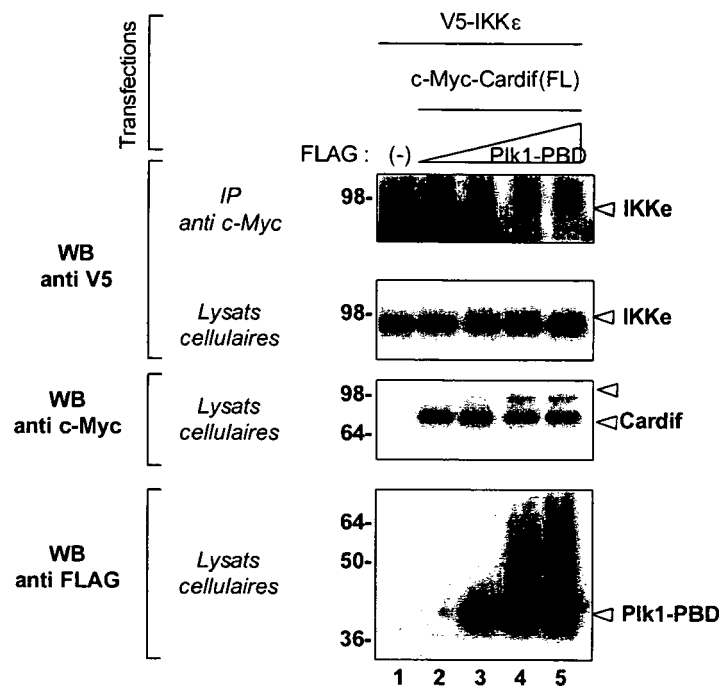 Transfections
V5-IKKε
c-Myc-Cardif(FL)
FLAG : (-) Plk1-PBD
WB
anti V5
IP
anti c-Myc
98-
IKKe
Lysats
cellulaires
98-
IKKe
WB
anti c-Myc
Lysats
cellulaires
98-
64-
Cardif
WB
anti FLAG
Lysats
cellulaires
64-
50-
36-
Plk1-PBD
1 2 3 4 5